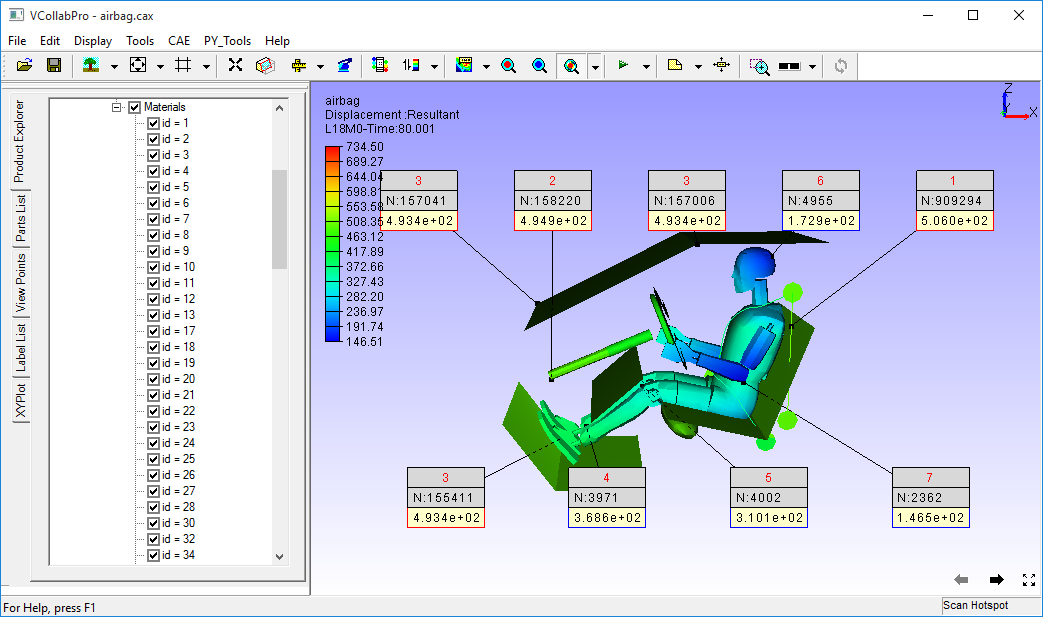 VCollabPro - airbag.cax
File Edit Display Tools CAE PY_Tools Help
Product Explorer
Parts List
View Points
Label List
XYPlot
Materials
id = 1
id = 2
id = 3
id = 4
id = 5
id = 6
id = 7
id = 8
id = 9
id = 10
id = 11
id = 12
id = 13
id = 17
id = 18
id = 19
id = 20
id = 21
id = 22
id = 23
id = 24
id = 25
id = 26
id = 27
id = 28
id = 30
id = 32
id = 34
airbag
Displacement :Resultant
L18M0-Time:80.001
734.50
689.27
644.04
598.81
553.58
508.35
463.12
417.89
372.66
327.43
282.20
236.97
191.74
146.51
3
N:157041
4.934e+02
2
N:158220
4.949e+02
3
N:157006
4.934e+02
6
N:4955
1.729e+02
1
N:909294
5.060e+02
3
N:155411
4.934e+02
4
N:3971
3.686e+02
5
N:4002
3.101e+02
7
N:2362
1.465e+02
Z
X
For Help, press F1
Scan Hotspot